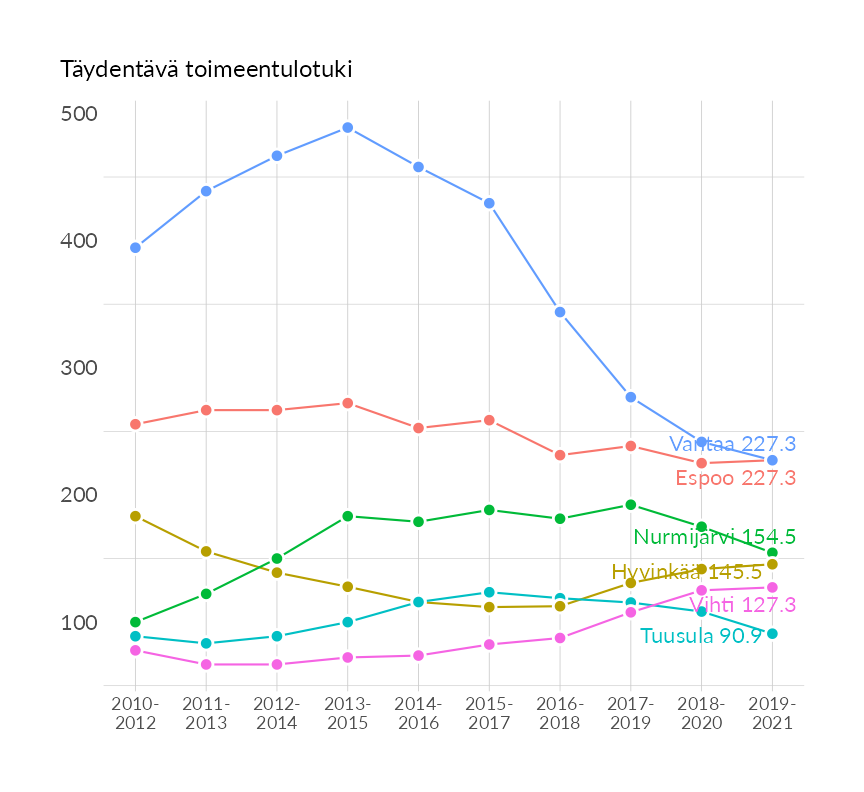 Täydentävä toimeentulotuki
500
400
300
200
100
Vantaa 227.3
Espoo 227.3
Nurmijärvi 154.5
Hyvinkää 145.5
Vihti 127.3
Tuusula 90.9
2010- 2011- 2012- 2013- 2014- 2015- 2016- 2017- 2018- 2019-
2012 2013 2014 2015 2016 2017 2018 2019 2020 2021